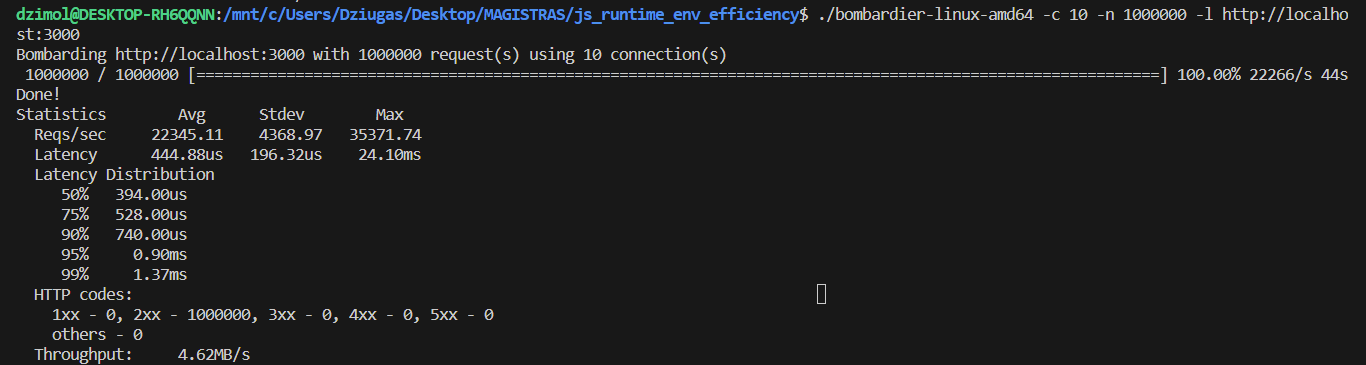 dzimol@DESKTOP-RH6QQNN:/mnt/c/Users/Dziugas/Desktop/MAGISTRAS/js_runtime_env_efficiency$ ./bombardier-linux-amd64 -c 10 -n 1000000 -l http://localho
st:3000
Bombarding http://localhost:3000 with 1000000 request(s) using 10 connection(s)
 1000000 / 1000000 [===========================================================================================================] 100.00% 22266/s 44s
Done!
Statistics        Avg      Stdev        Max
  Reqs/sec     22345.11    4368.97   35371.74
  Latency      444.88us   196.32us    24.10ms
  Latency Distribution
     50%   394.00us
     75%   528.00us
     90%   740.00us
     95%     0.90ms
     99%     1.37ms
  HTTP codes:
    1xx - 0, 2xx - 1000000, 3xx - 0, 4xx - 0, 5xx - 0
    others - 0
  Throughput:     4.62MB/s